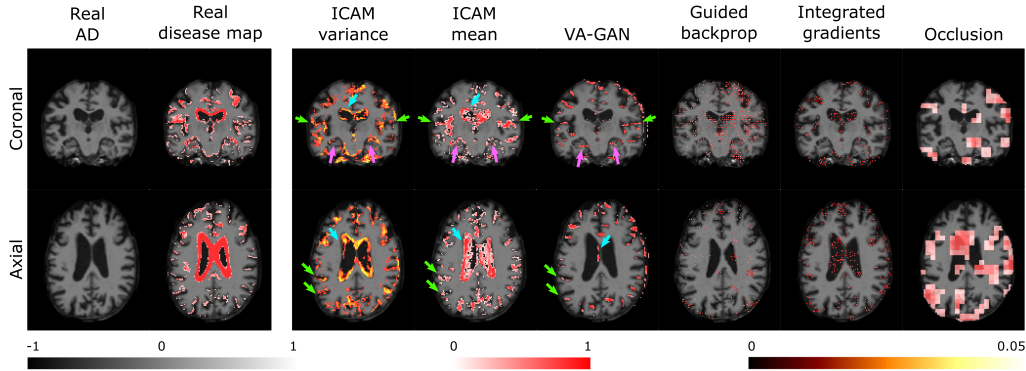 Real AD
Real disease map
ICAM variance
ICAM mean
VA-GAN
Guided backprop
Integrated gradients
Occlusion
Coronal
Axial
-1 0 1
0 1
0 0.05